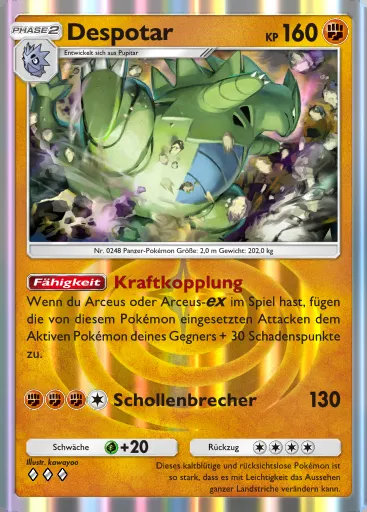 PHASE 2
Despotar
KP 160
Entwickelt sich aus Pupitar
Nr. 0248 Panzer-Pokémon Größe: 2,0 m Gewicht: 202,0 kg
Fähigkeit Kraftkopplung
Wenn du Arceus oder Arceus-ex im Spiel hast, fügen
die von diesem Pokémon eingesetzten Attacken dem
Aktiven Pokémon deines Gegners + 30 Schadenspunkte
zu.
Schollenbrecher 130
Schwäche +20 Rückzug
Illustr. kawayoo
Dieses kaltblütige und rücksichtslose Pokémon ist
so stark, dass es mit Leichtigkeit das Aussehen
ganzer Landstriche verändern kann.